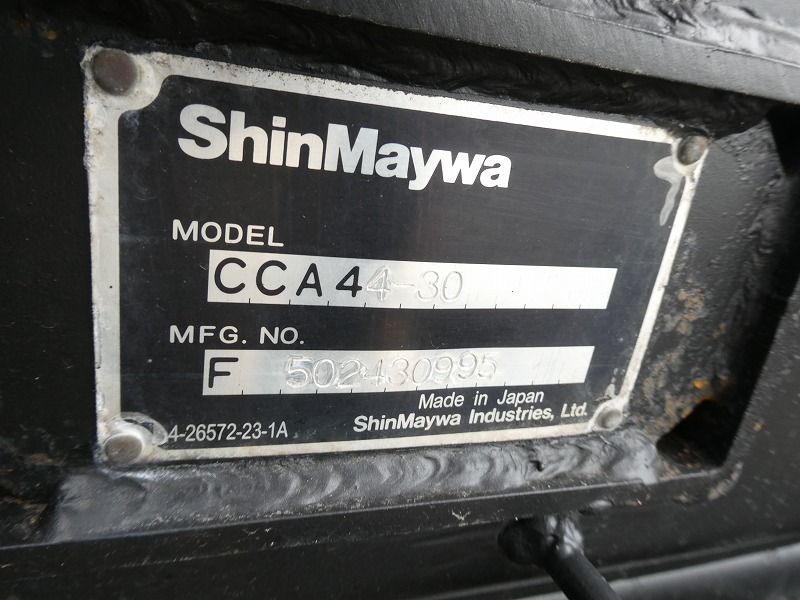 ShinMaywa
MODEL
CCA44-30
MFG. NO.
F 502430995
Made in Japan
4-26572-23-1A
ShinMaywa Industries, Ltd.